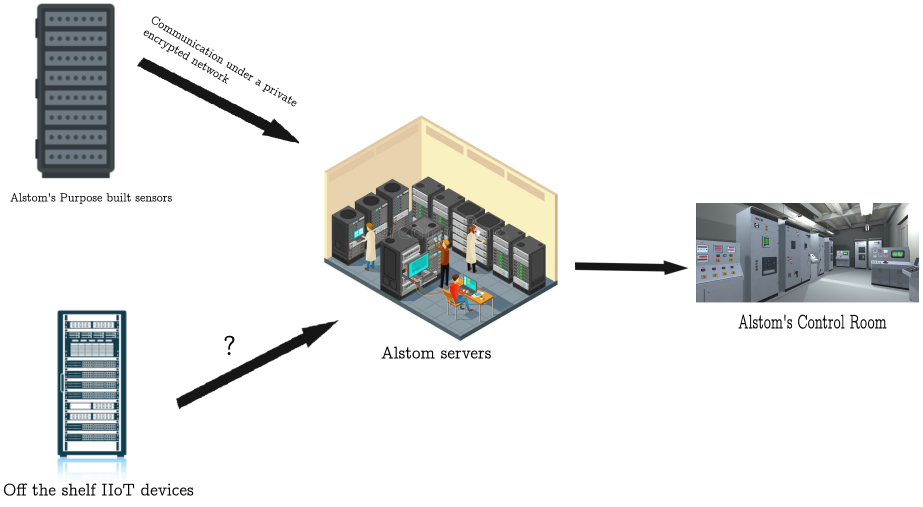 Communication under a private
encrypted network
Alstom's Purpose built sensors
?
Alstom servers
Alstom's Control Room
Off the shelf IIoT devices